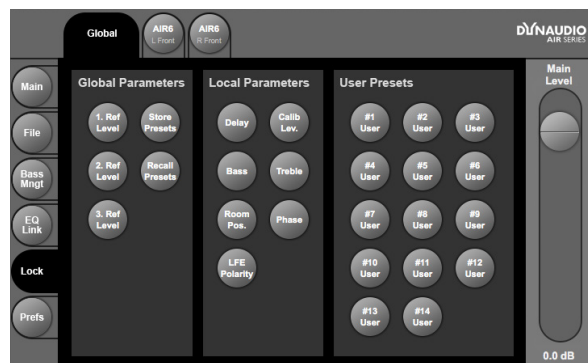 Global
AIR6
L Front
AIR6
R Front
DYNAUDIO
AIR SERIES
Main
File
Bass
Mngt
EQ
Link
Lock
Prefs
Global Parameters
1. Ref
Level
Store
Presets
2. Ref
Level
Recall
Presets
3. Ref
Level
Local Parameters
Delay
Calib
Lev.
Bass
Treble
Room
Pos.
Phase
LFE
Polarity
User Presets
#1
User
#2
User
#3
User
#4
User
#5
User
#6
User
#7
User
#8
User
#9
User
#10
User
#11
User
#12
User
#13
User
#14
User
Main
Level
0.0 dB